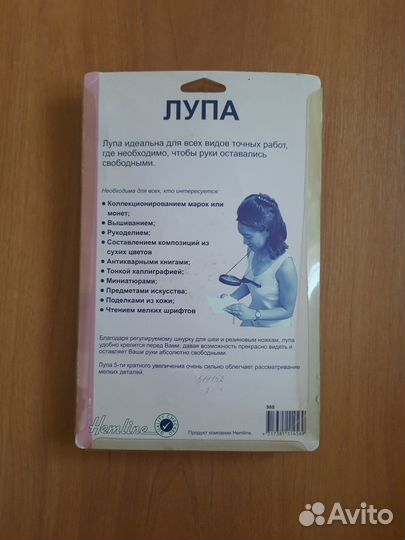 ЛУПА
Лупа идеальна для всех видов точных работ,
где необходимо, чтобы руки оставались
свободными.
Необходима для всех, кто интересуется:
• Коллекционированием марок или
монет;
• Вышиванием;
• Рукоделием;
• Составлением композиций из
сухих цветов
• Антикварными книгами;
• Тонкой каллиграфией;
• Миниатюрами;
• Предметами искусства;
• Поделками из кожи;
• Чтением мелких шрифтов
Благодаря регулируемому шнурку для шеи и резиновым ножкам, лупа
удобно крепится перед Вами, давая возможность прекрасно видеть и
оставляет Ваши руки абсолютно свободными.
Лупа 5-ти кратного увеличения очень сильно облегчает рассматривание
мелких деталей.
988
Hemline
Продукт компании Hemline.
Avito